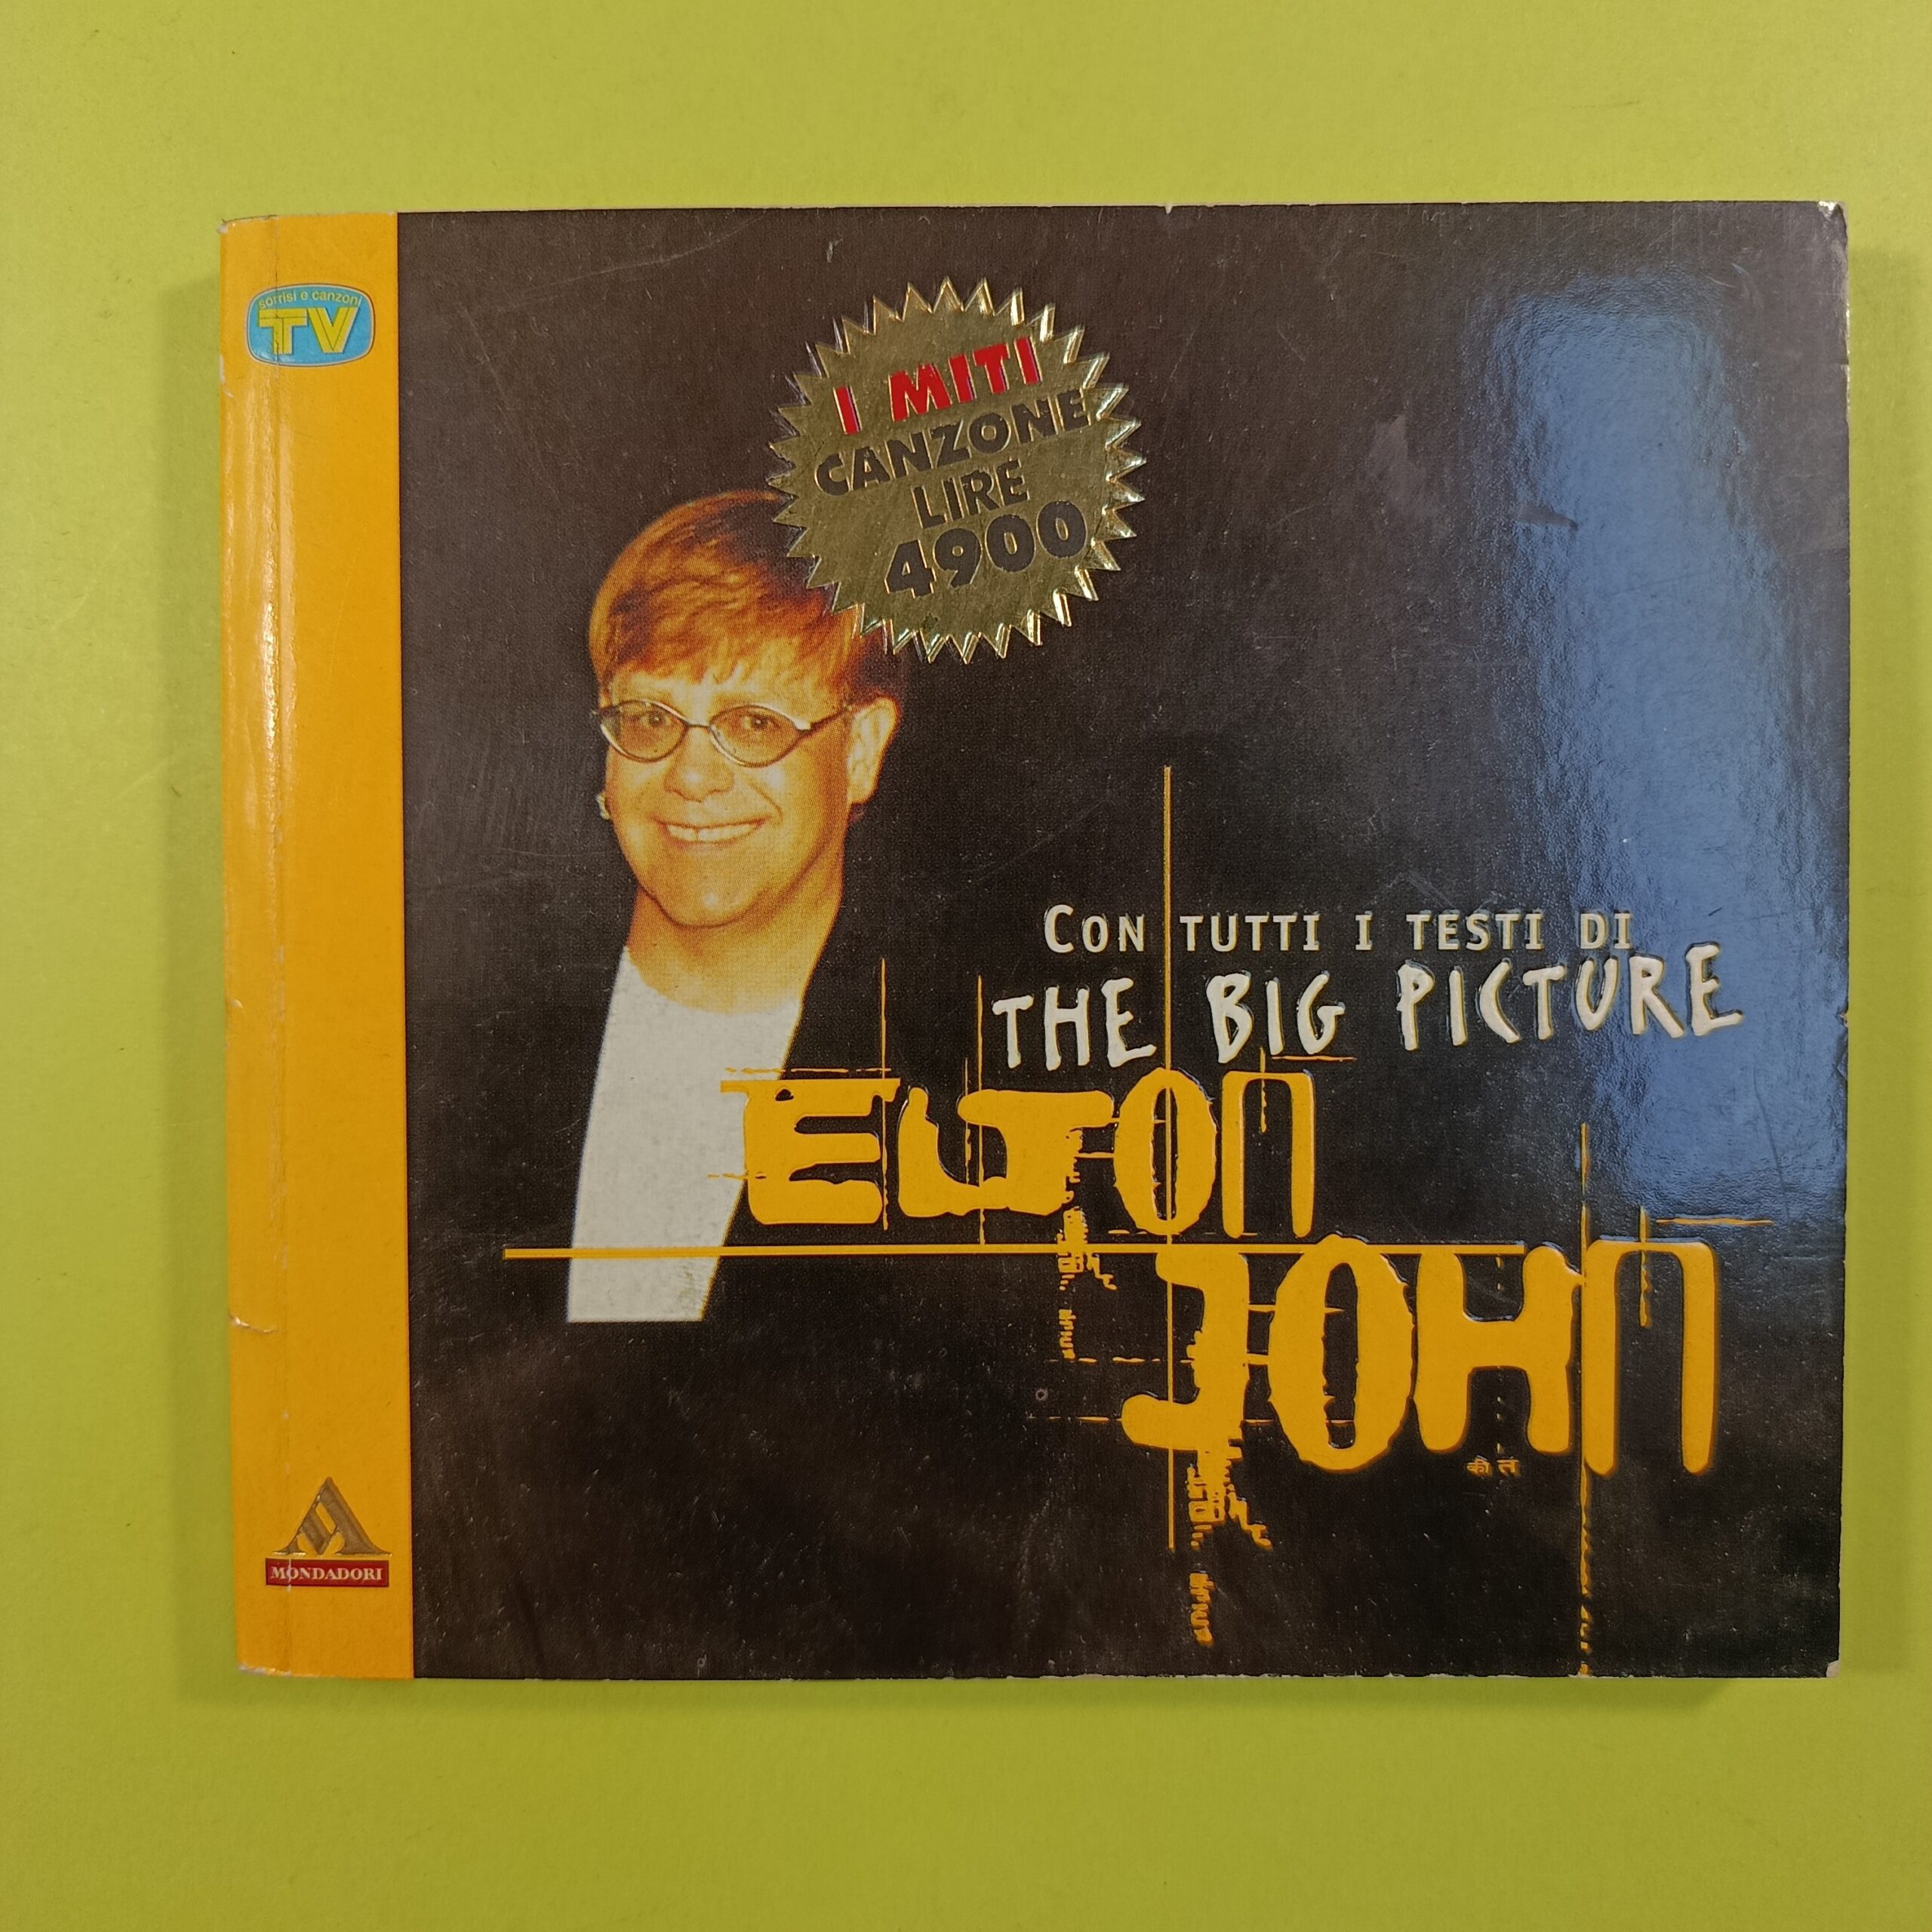 sorrisi e canzoni
TV
I MITI
CANZONE
LIRE
4900
CON TUTTI I TESTI DI
THE BIG PICTURE
ELTON
JOHN
की त
MONDADORI